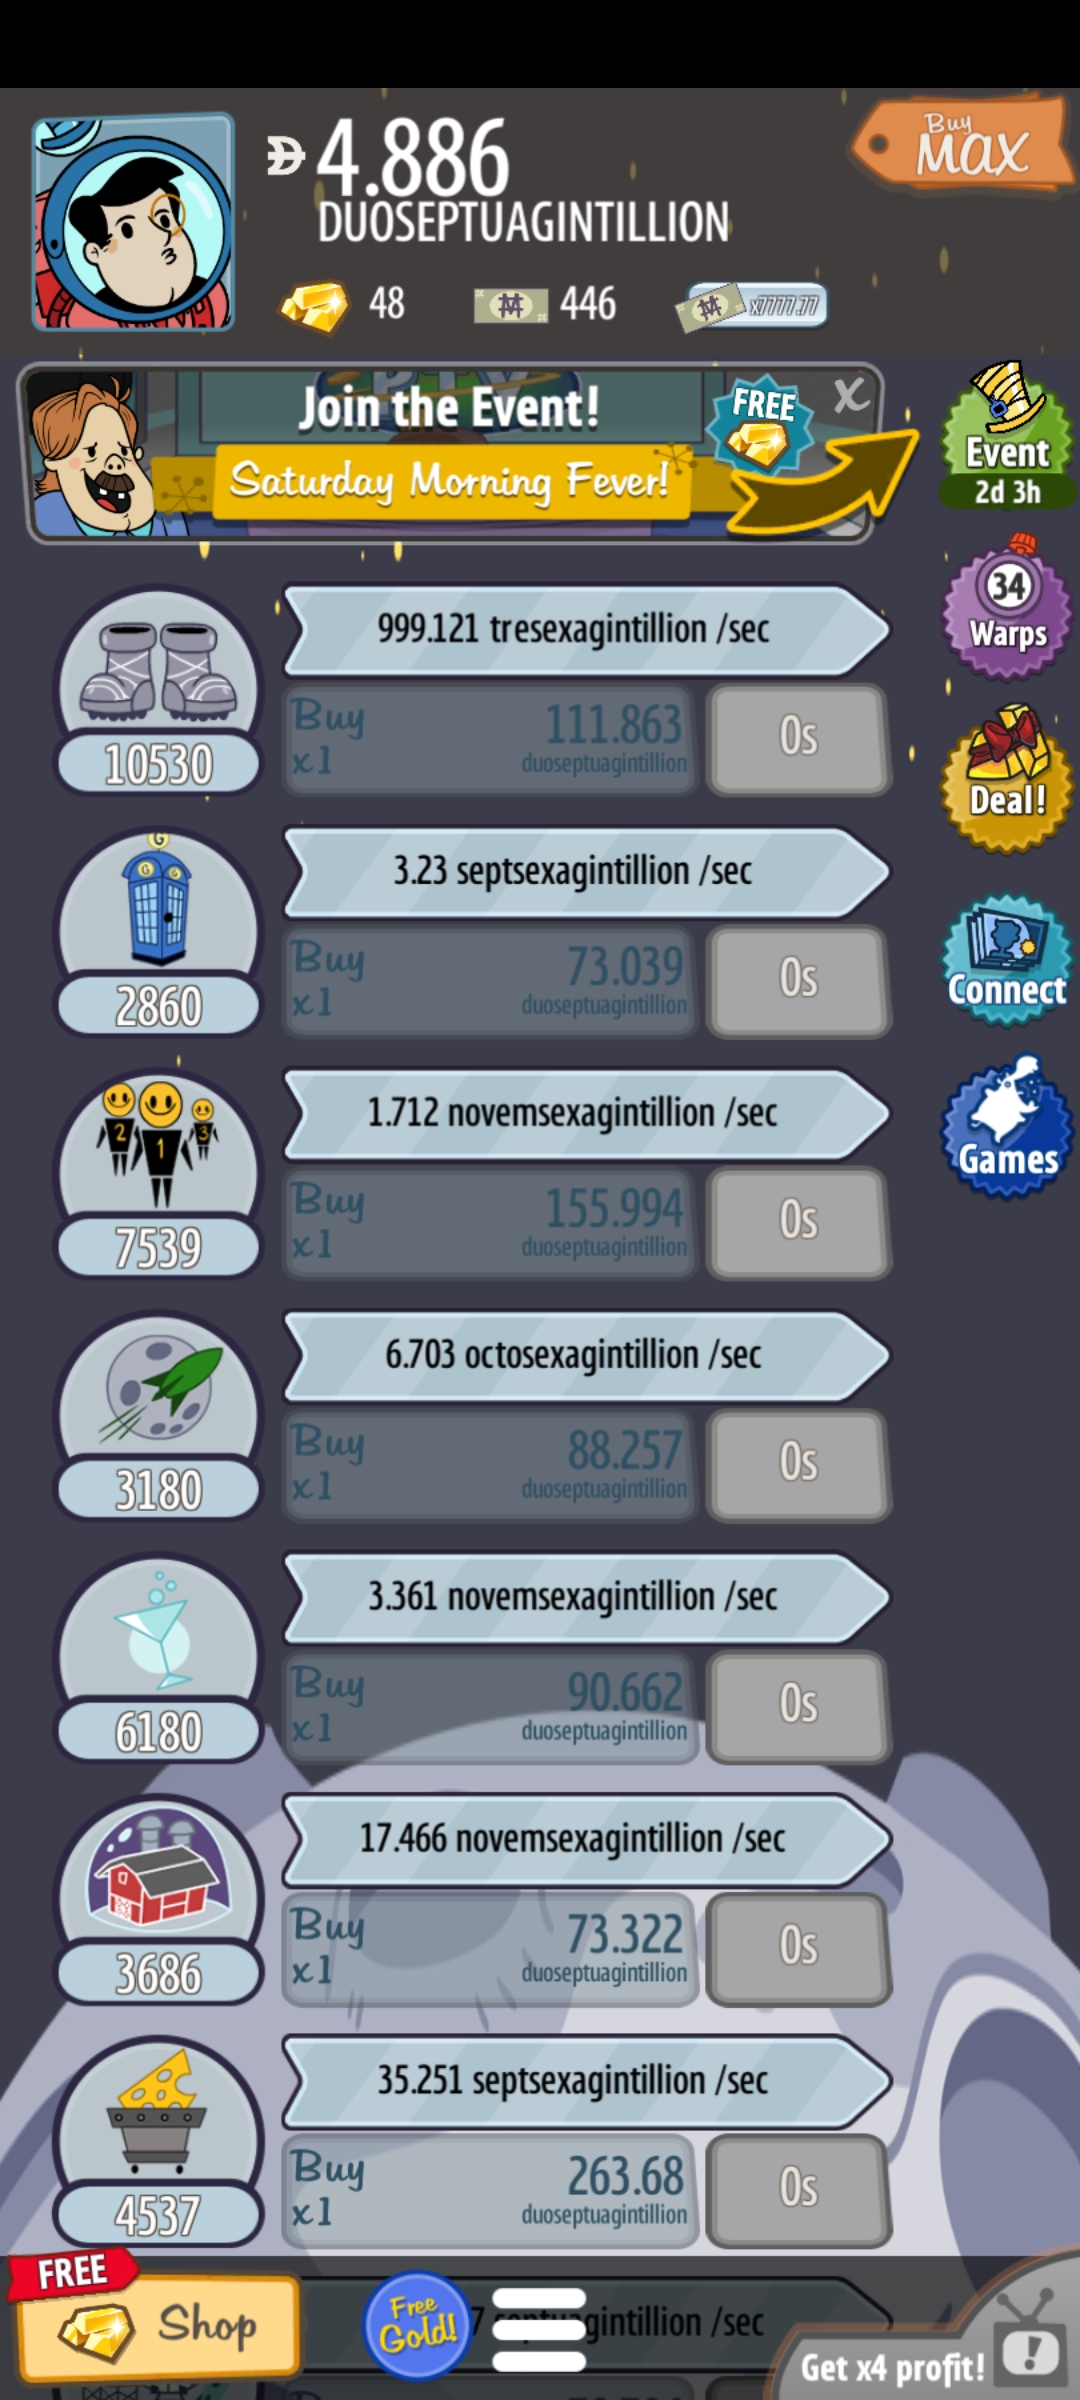 4.886
DUOSEPTUAGINTILLION
Buy
MAX
48
446
x7777.77
Join the Event!
FREE
X
Saturday Morning Fever!
Event
2d 3h
999.121 tresexagintillion /sec
34
Warps
Buy
x1
111.863
duoseptuagintillion
0s
10530
Deal!
3.23 septsexagintillion /sec
Buy
x1
73.039
duoseptuagintillion
0s
2860
Connect
1.712 novemsexagintillion /sec
2
1
3
Buy
x1
155.994
duoseptuagintillion
0s
7539
Games
6.703 octosexagintillion /sec
Buy
x1
88.257
duoseptuagintillion
0s
3180
3.361 novemsexagintillion /sec
Buy
x1
90.662
duoseptuagintillion
0s
6180
17.466 novemsexagintillion /sec
Buy
x1
73.322
duoseptuagintillion
0s
3686
35.251 septsexagintillion /sec
Buy
x1
263.68
duoseptuagintillion
0s
4537
FREE
Shop
Free
Gold!
/sec
Get x4 profit!